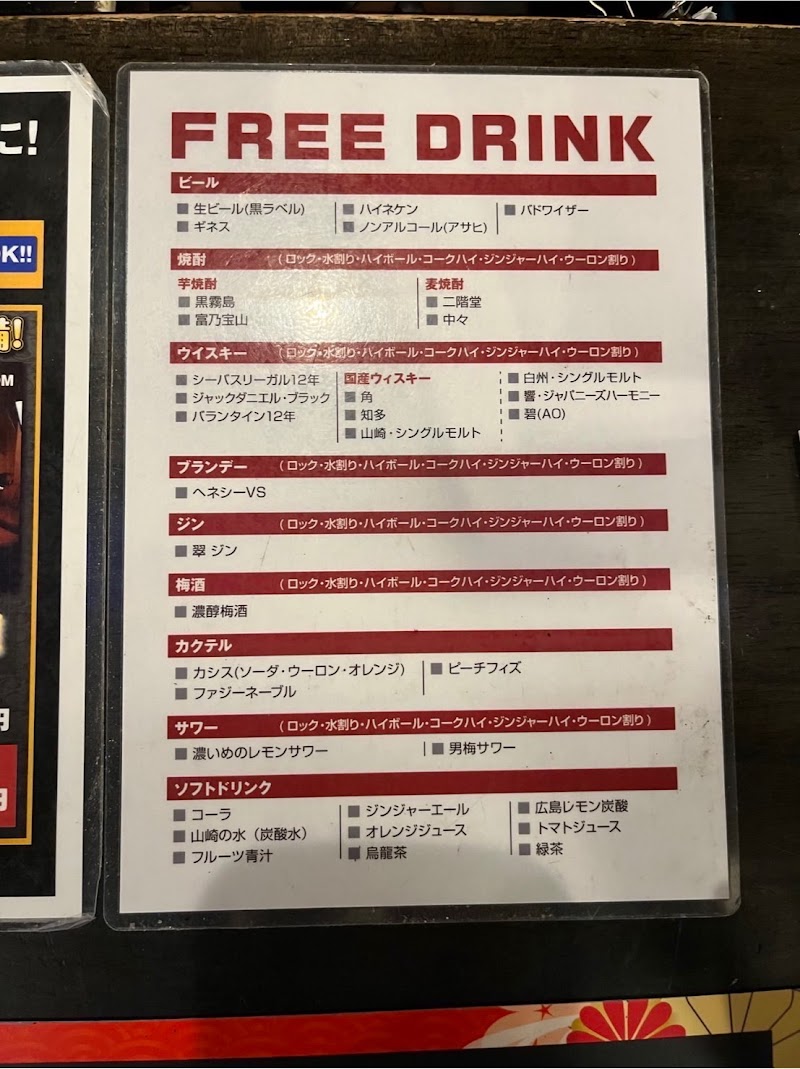 に!
OK!!
備!
OM
円
円
FREE DRINK
ビール
■ 生ビール(黒ラベル)
■ ギネス
■ ハイネケン
■ ノンアルコール(アサヒ)
■ バドワイザー
焼酎 (ロック・水割り・ハイボール・コークハイ・ジンジャーハイ・ウーロン割り)
芋焼酎
■ 黒霧島
■ 富乃宝山
麦焼酎
■ 二階堂
■ 中々
ウイスキー (ロック・水割り・ハイボール・コークハイ・ジンジャーハイ・ウーロン割り)
■ シーバスリーガル12年
■ ジャックダニエル・ブラック
■ バランタイン12年
国産ウィスキー
■ 角
■ 知多
■ 山崎・シングルモルト
■ 白州・シングルモルト
■ 響・ジャパニーズハーモニー
■ 碧(AO)
ブランデー (ロック・水割り・ハイボール・コークハイ・ジンジャーハイ・ウーロン割り)
■ ヘネシーVS
ジン (ロック・水割り・ハイボール・コークハイ・ジンジャーハイ・ウーロン割り)
■ 翠 ジン
梅酒 (ロック・水割り・ハイボール・コークハイ・ジンジャーハイ・ウーロン割り)
■ 濃醇梅酒
カクテル
■ カシス(ソーダ・ウーロン・オレンジ)
■ ファジーネーブル
■ ピーチフィズ
サワー (ロック・水割り・ハイボール・コークハイ・ジンジャーハイ・ウーロン割り)
■ 濃いめのレモンサワー
■ 男梅サワー
ソフトドリンク
■ コーラ
■ 山崎の水（炭酸水）
■ フルーツ青汁
■ ジンジャーエール
■ オレンジジュース
■ 烏龍茶
■ 広島レモン炭酸
■ トマトジュース
■ 緑茶